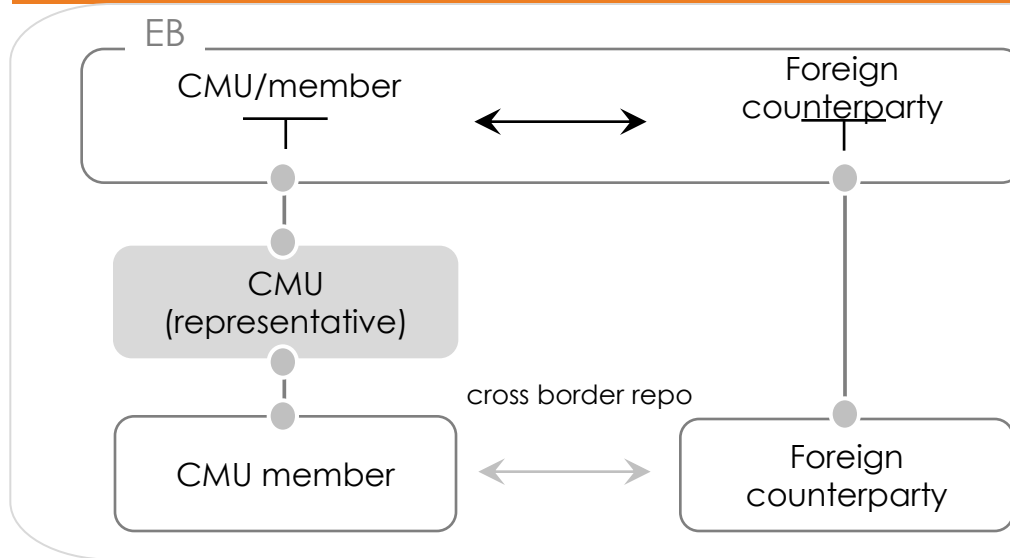 EB
CMU/member
Foreign
counterparty
CMU
(representative)
cross border repo
CMU member
Foreign
counterparty